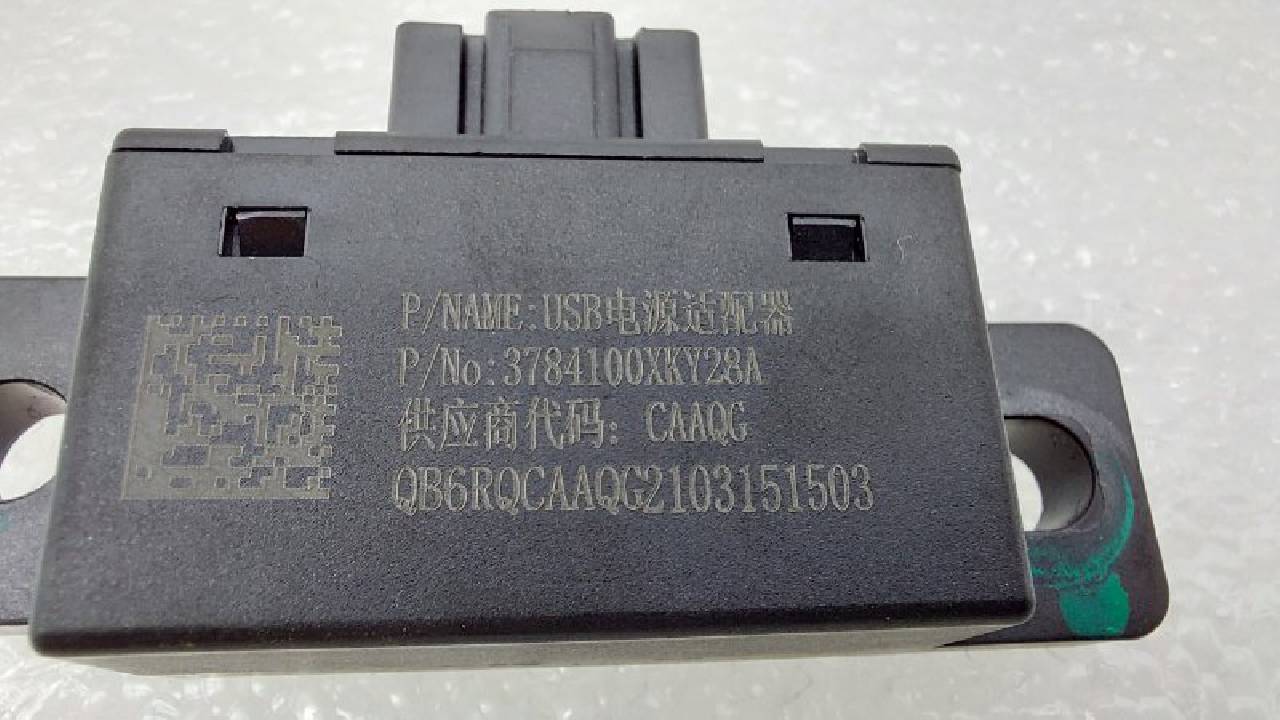 P/NAME:USB电源适配器
P/No:3784100XKY28A
供应商代码: CAAQG
QB6RQCAAQG2103151503